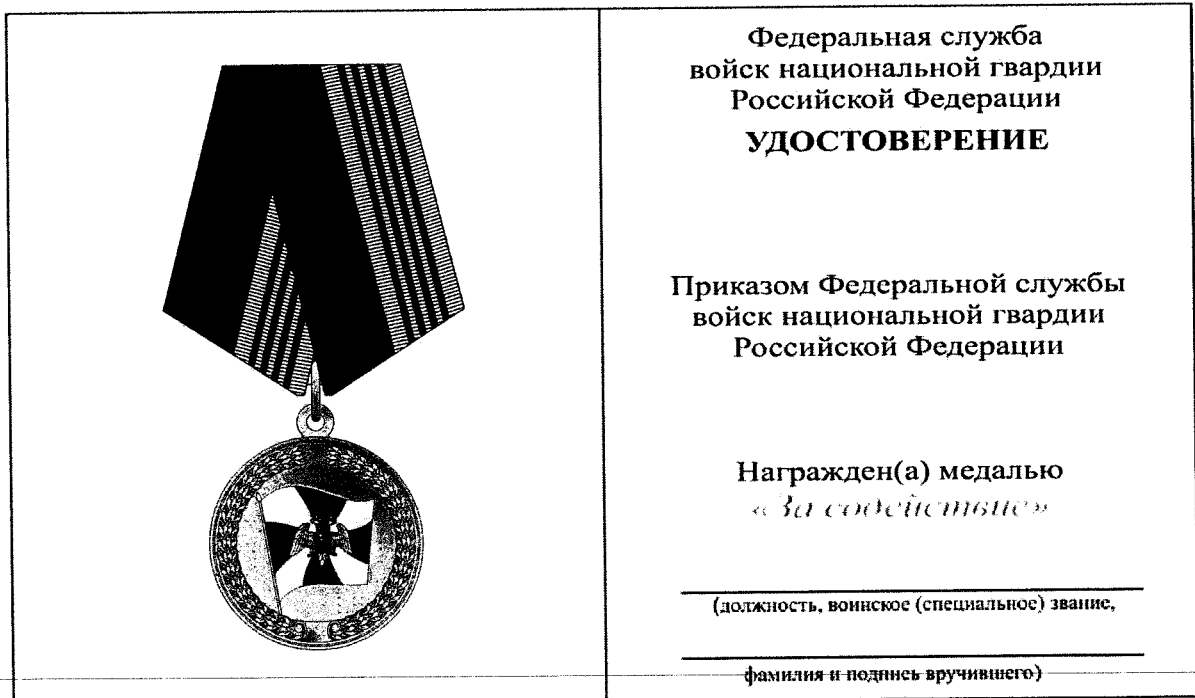 Федеральная служба
войск национальной гвардии
Российской Федерации
УДОСТОВЕРЕНИЕ
Приказом Федеральной службы
войск национальной гвардии
Российской Федерации
Награжден(а) медалью
«За содействие»
(должность, воинское (специальное) звание,
фамилия и подпись вручившего)